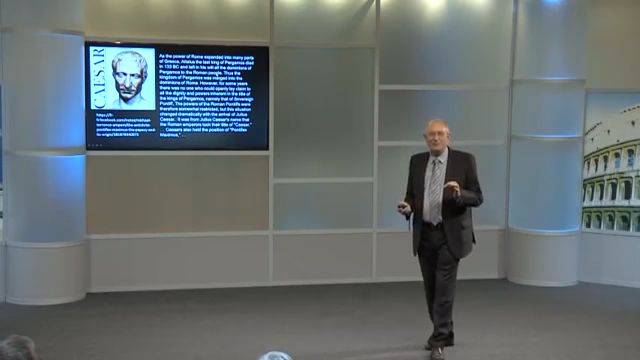 CAESAR
As the power of Rome expanded into many parts
of Greece, Attalus the last king of Pergamos died
in 133 BC and left in his will all the dominions of
Pergamos to the Roman people. Thus the
kingdom of Pergamos was merged into the
dominions of Rome. However, for some years
there was no one who could openly lay claim to
all the dignity and powers inherent in the title of
the kings of Pergamos, namely that of Sovereign
Pontiff. The powers of the Roman Pontiffs were
therefore somewhat restricted, but this situation
changed dramatically with the arrival of Julius
Caesar. It was from Julius Caesar's name that
the Roman emperors took their title of "Caesar."
... Caesars also held the position of "Pontifex
Maximus," ...
https://fr-